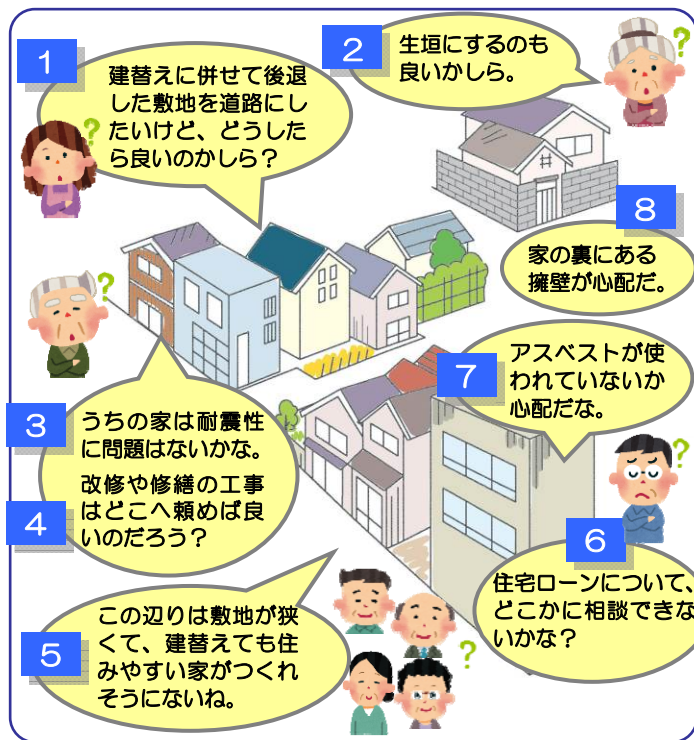 1
建替えに併せて後退
した敷地を道路にし
たいけど、どうした
ら良いのかしら？
2
生垣にするのも
良いかしら。
?
?
8
家の裏にある
擁壁が心配だ。
?
7
アスベストが使
われていないか
心配だな。
3
うちの家は耐震性
に問題はないかな。
4
改修や修繕の工事
はどこへ頼めば良
いのだろう？
?
6
住宅ローンについて、
どこかに相談できな
いかな？
5
この辺りは敷地が狭
くて、建替えても住
みやすい家がつくれ
そうにないね。
?